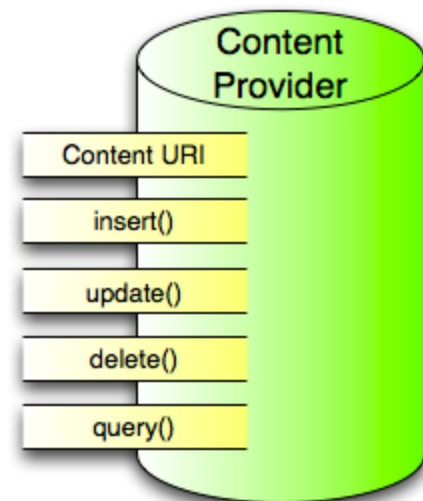 Content
Provider
Content URI
insert()
update()
delete()
query()